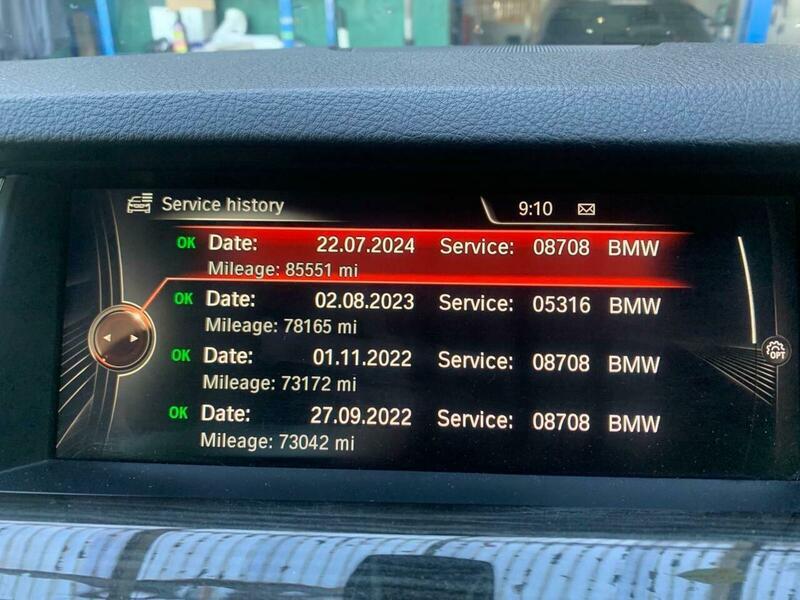 Service history 9:10
OK Date: 22.07.2024 Service: 08708 BMW
Mileage: 85551 mi
OK Date: 02.08.2023 Service: 05316 BMW
Mileage: 78165 mi
OK Date: 01.11.2022 Service: 08708 BMW
Mileage: 73172 mi
OPT
OK Date: 27.09.2022 Service: 08708 BMW
Mileage: 73042 mi